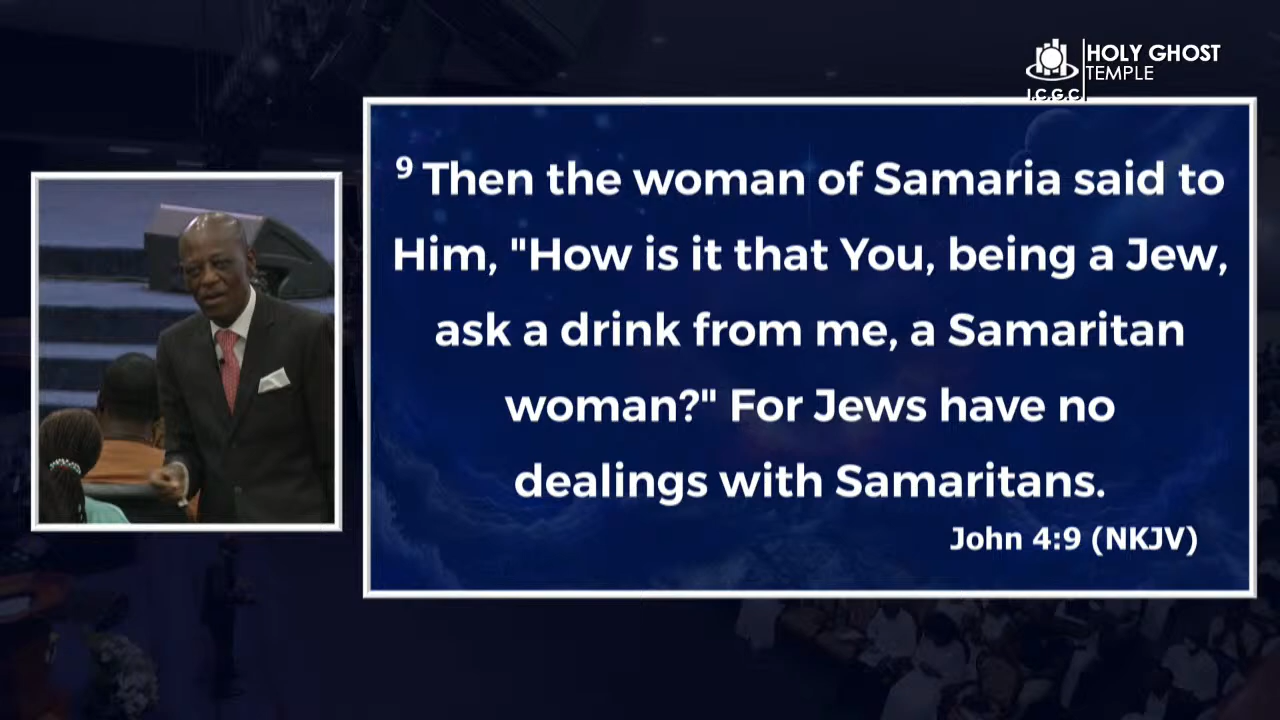 HOLY GHOST
TEMPLE
I.C.G.C
9 Then the woman of Samaria said to
Him, "How is it that You, being a Jew,
ask a drink from me, a Samaritan
woman?" For Jews have no
dealings with Samaritans.
John 4:9 (NKJV)